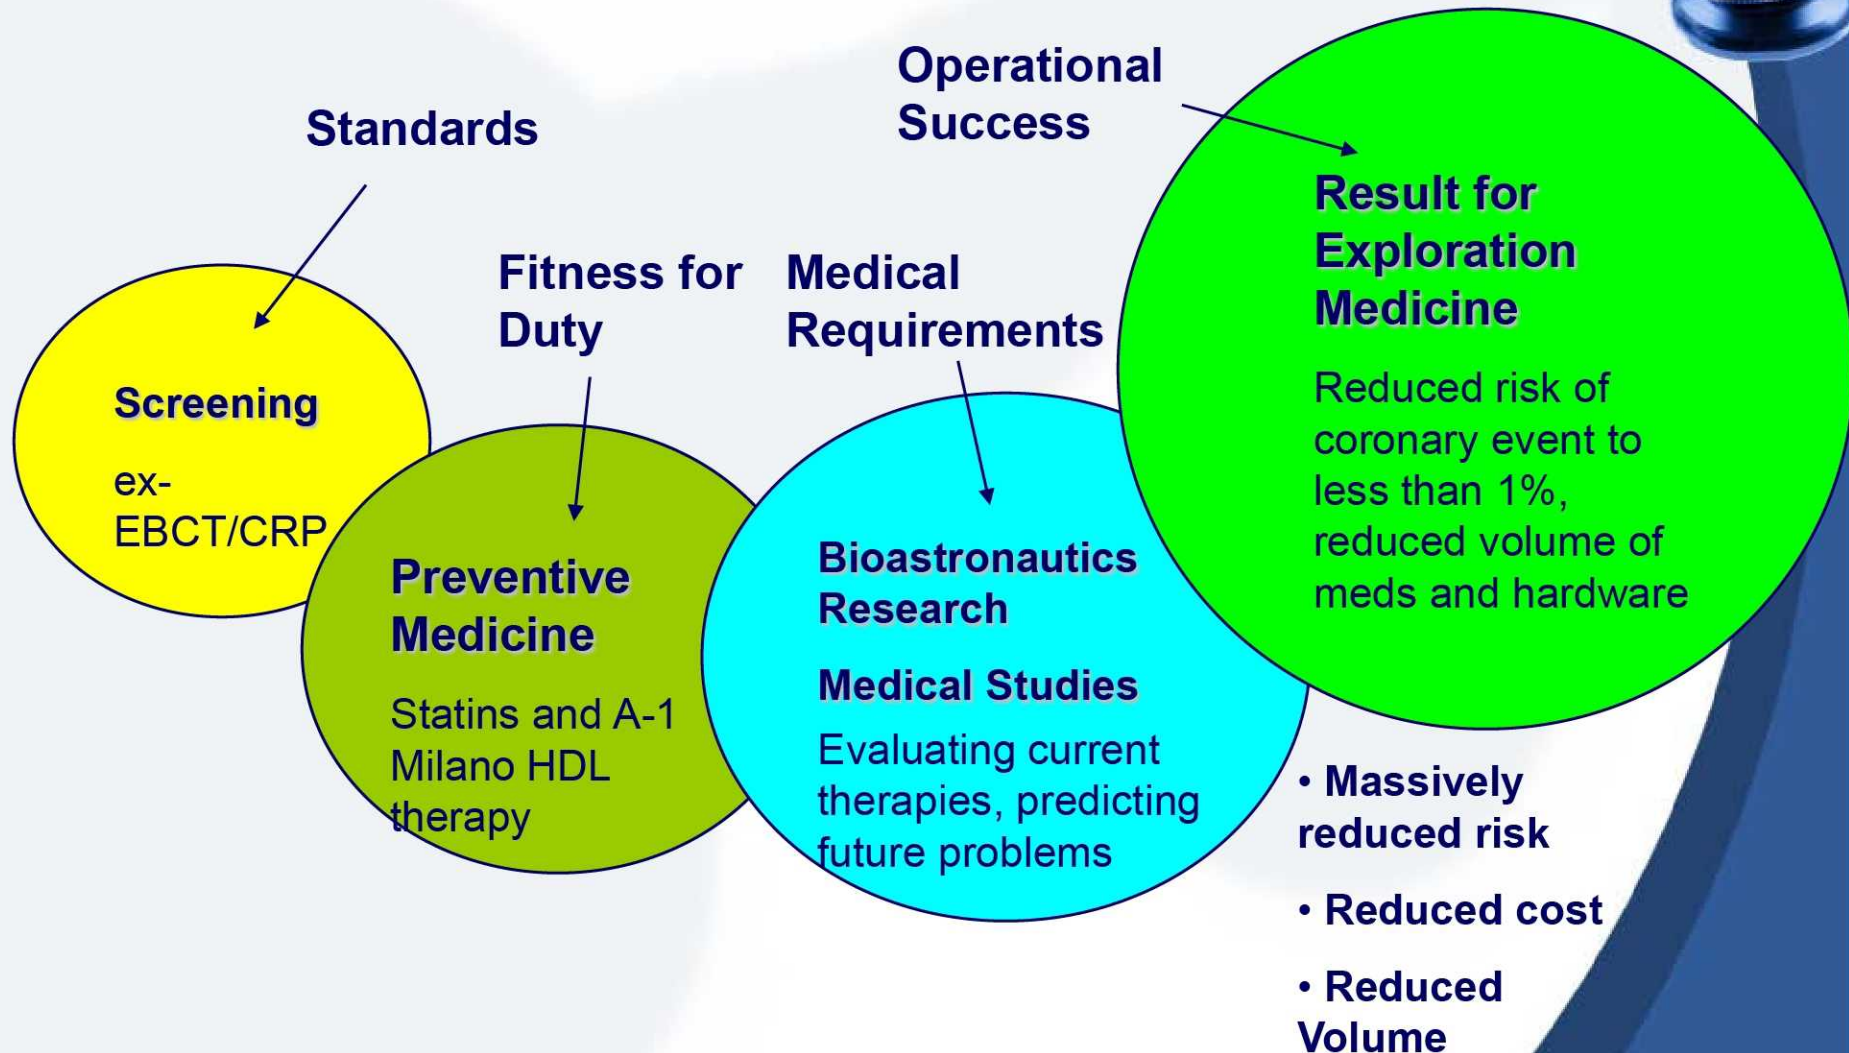 Standards
Operational
Success
Fitness for
Duty
Medical
Requirements
Screening
ex-
EBCT/CRP
Preventive
Medicine
Statins and A-1
Milano HDL
therapy
Bioastronautics
Research
Medical Studies
Evaluating current
therapies, predicting
future problems
Result for
Exploration
Medicine
Reduced risk of
coronary event to
less than 1%,
reduced volume of
meds and hardware
• Massively
reduced risk
• Reduced cost
• Reduced
Volume